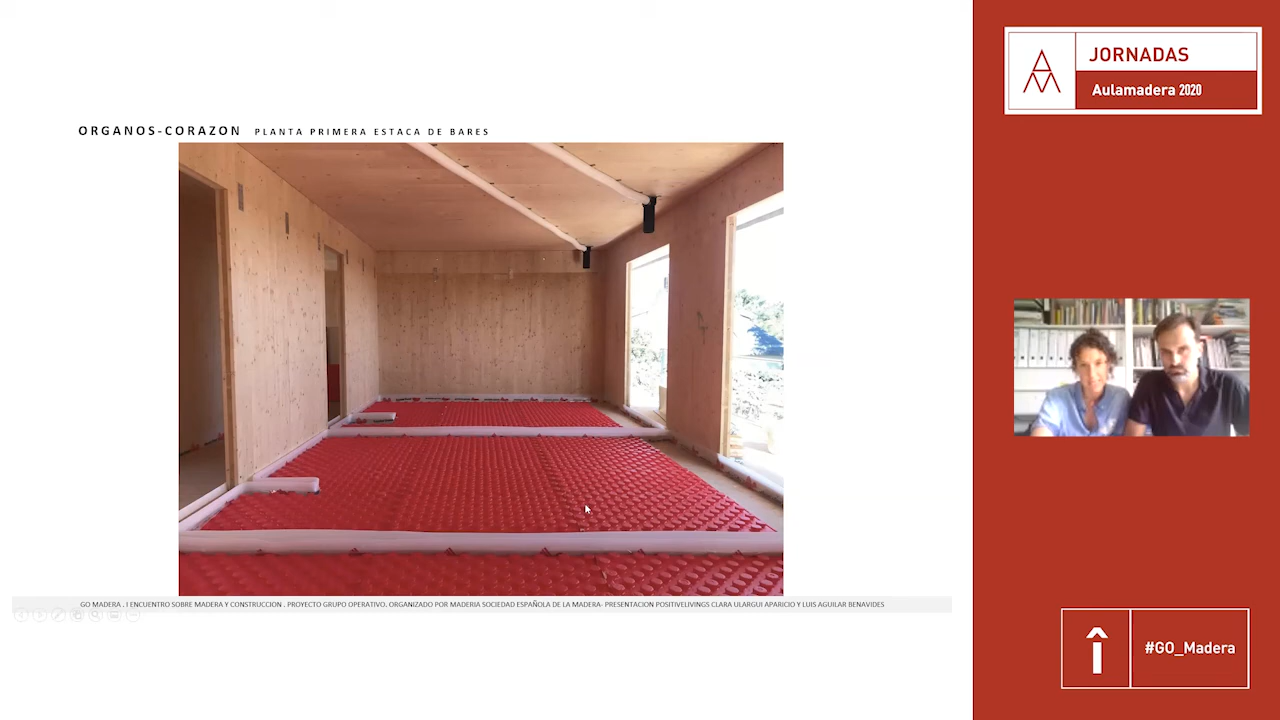 ORGANOS-CORAZON PLANTA PRIMERA ESTACA DE BARES
GO MADERA . I ENCUENTRO SOBRE MADERA Y CONSTRUCCION . PROYECTO GRUPO OPERATIVO. ORGANIZADO POR MADERIA SOCIEDAD ESPAÑOLA DE LA MADERA- PRESENTACION POSITIVELIVINGS CLARA ULARGUI APARICIO Y LUIS AGUILAR BENAVIDES
JORNADAS
Aulamadera 2020
#GO_Madera